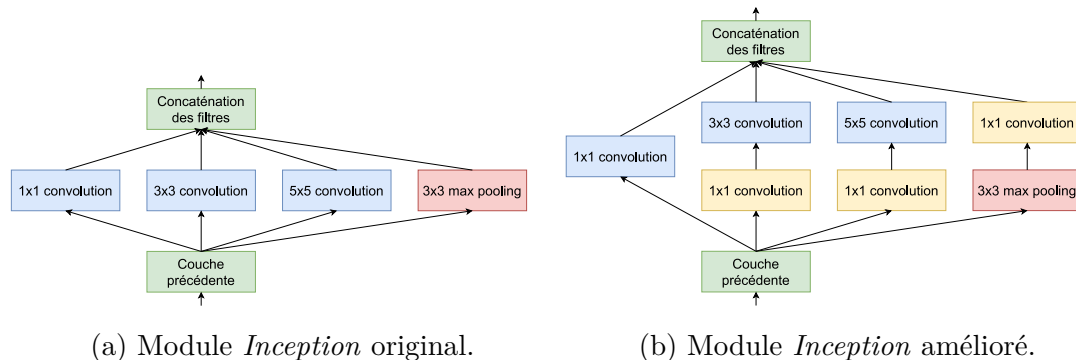 Concaténation
des filtres
1x1 convolution
3x3 convolution
5x5 convolution
3x3 max pooling
Couche
précédente
(a) Module Inception original.
Concaténation
des filtres
3x3 convolution
5x5 convolution
1x1 convolution
1x1 convolution
1x1 convolution
1x1 convolution
3x3 max pooling
Couche
précédente
(b) Module Inception amélioré.